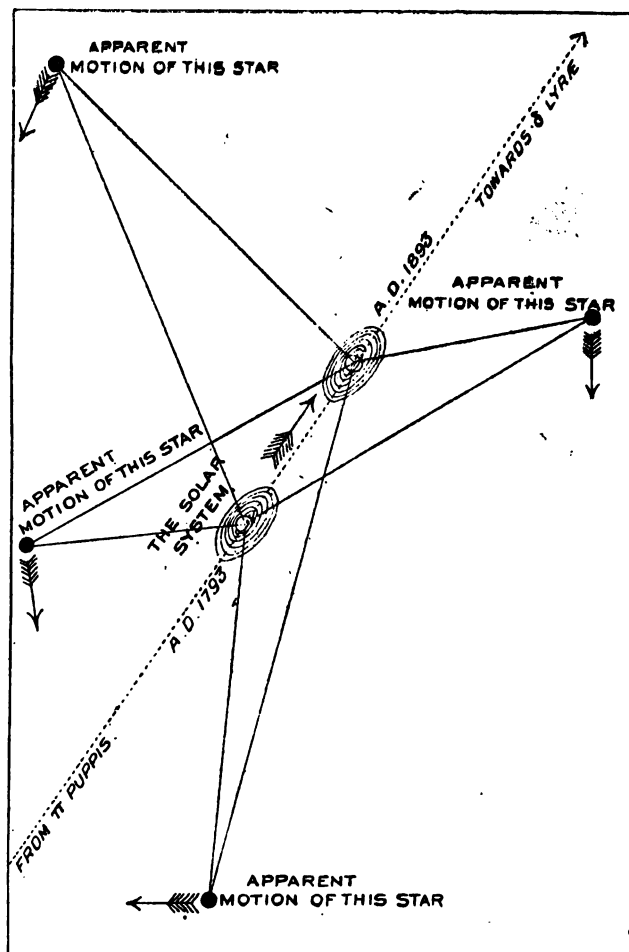 APPARENT
MOTION OF THIS STAR
TOWARDS δ LYRÆ
A.D. 1893
APPARENT
MOTION OF THIS STAR
APPARENT
MOTION OF THIS STAR
THE SOLAR
SYSTEM,
A.D. 1793
FROM π PUPPIS.
APPARENT
MOTION OF THIS STAR